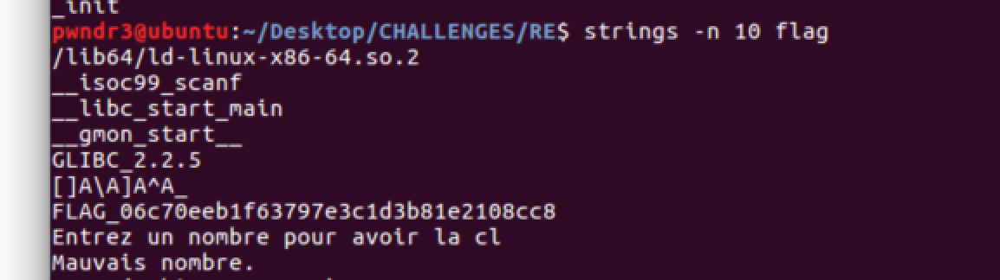 _init
pwndr3@ubuntu:~/Desktop/CHALLENGES/RE$ strings -n 10 flag
/lib64/ld-linux-x86-64.so.2
__isoc99_scanf
__libc_start_main
__gmon_start__
GLIBC_2.2.5
[]A\A]A^A_
FLAG_06c70eeb1f63797e3c1d3b81e2108cc8
Entrez un nombre pour avoir la cl
Mauvais nombre.